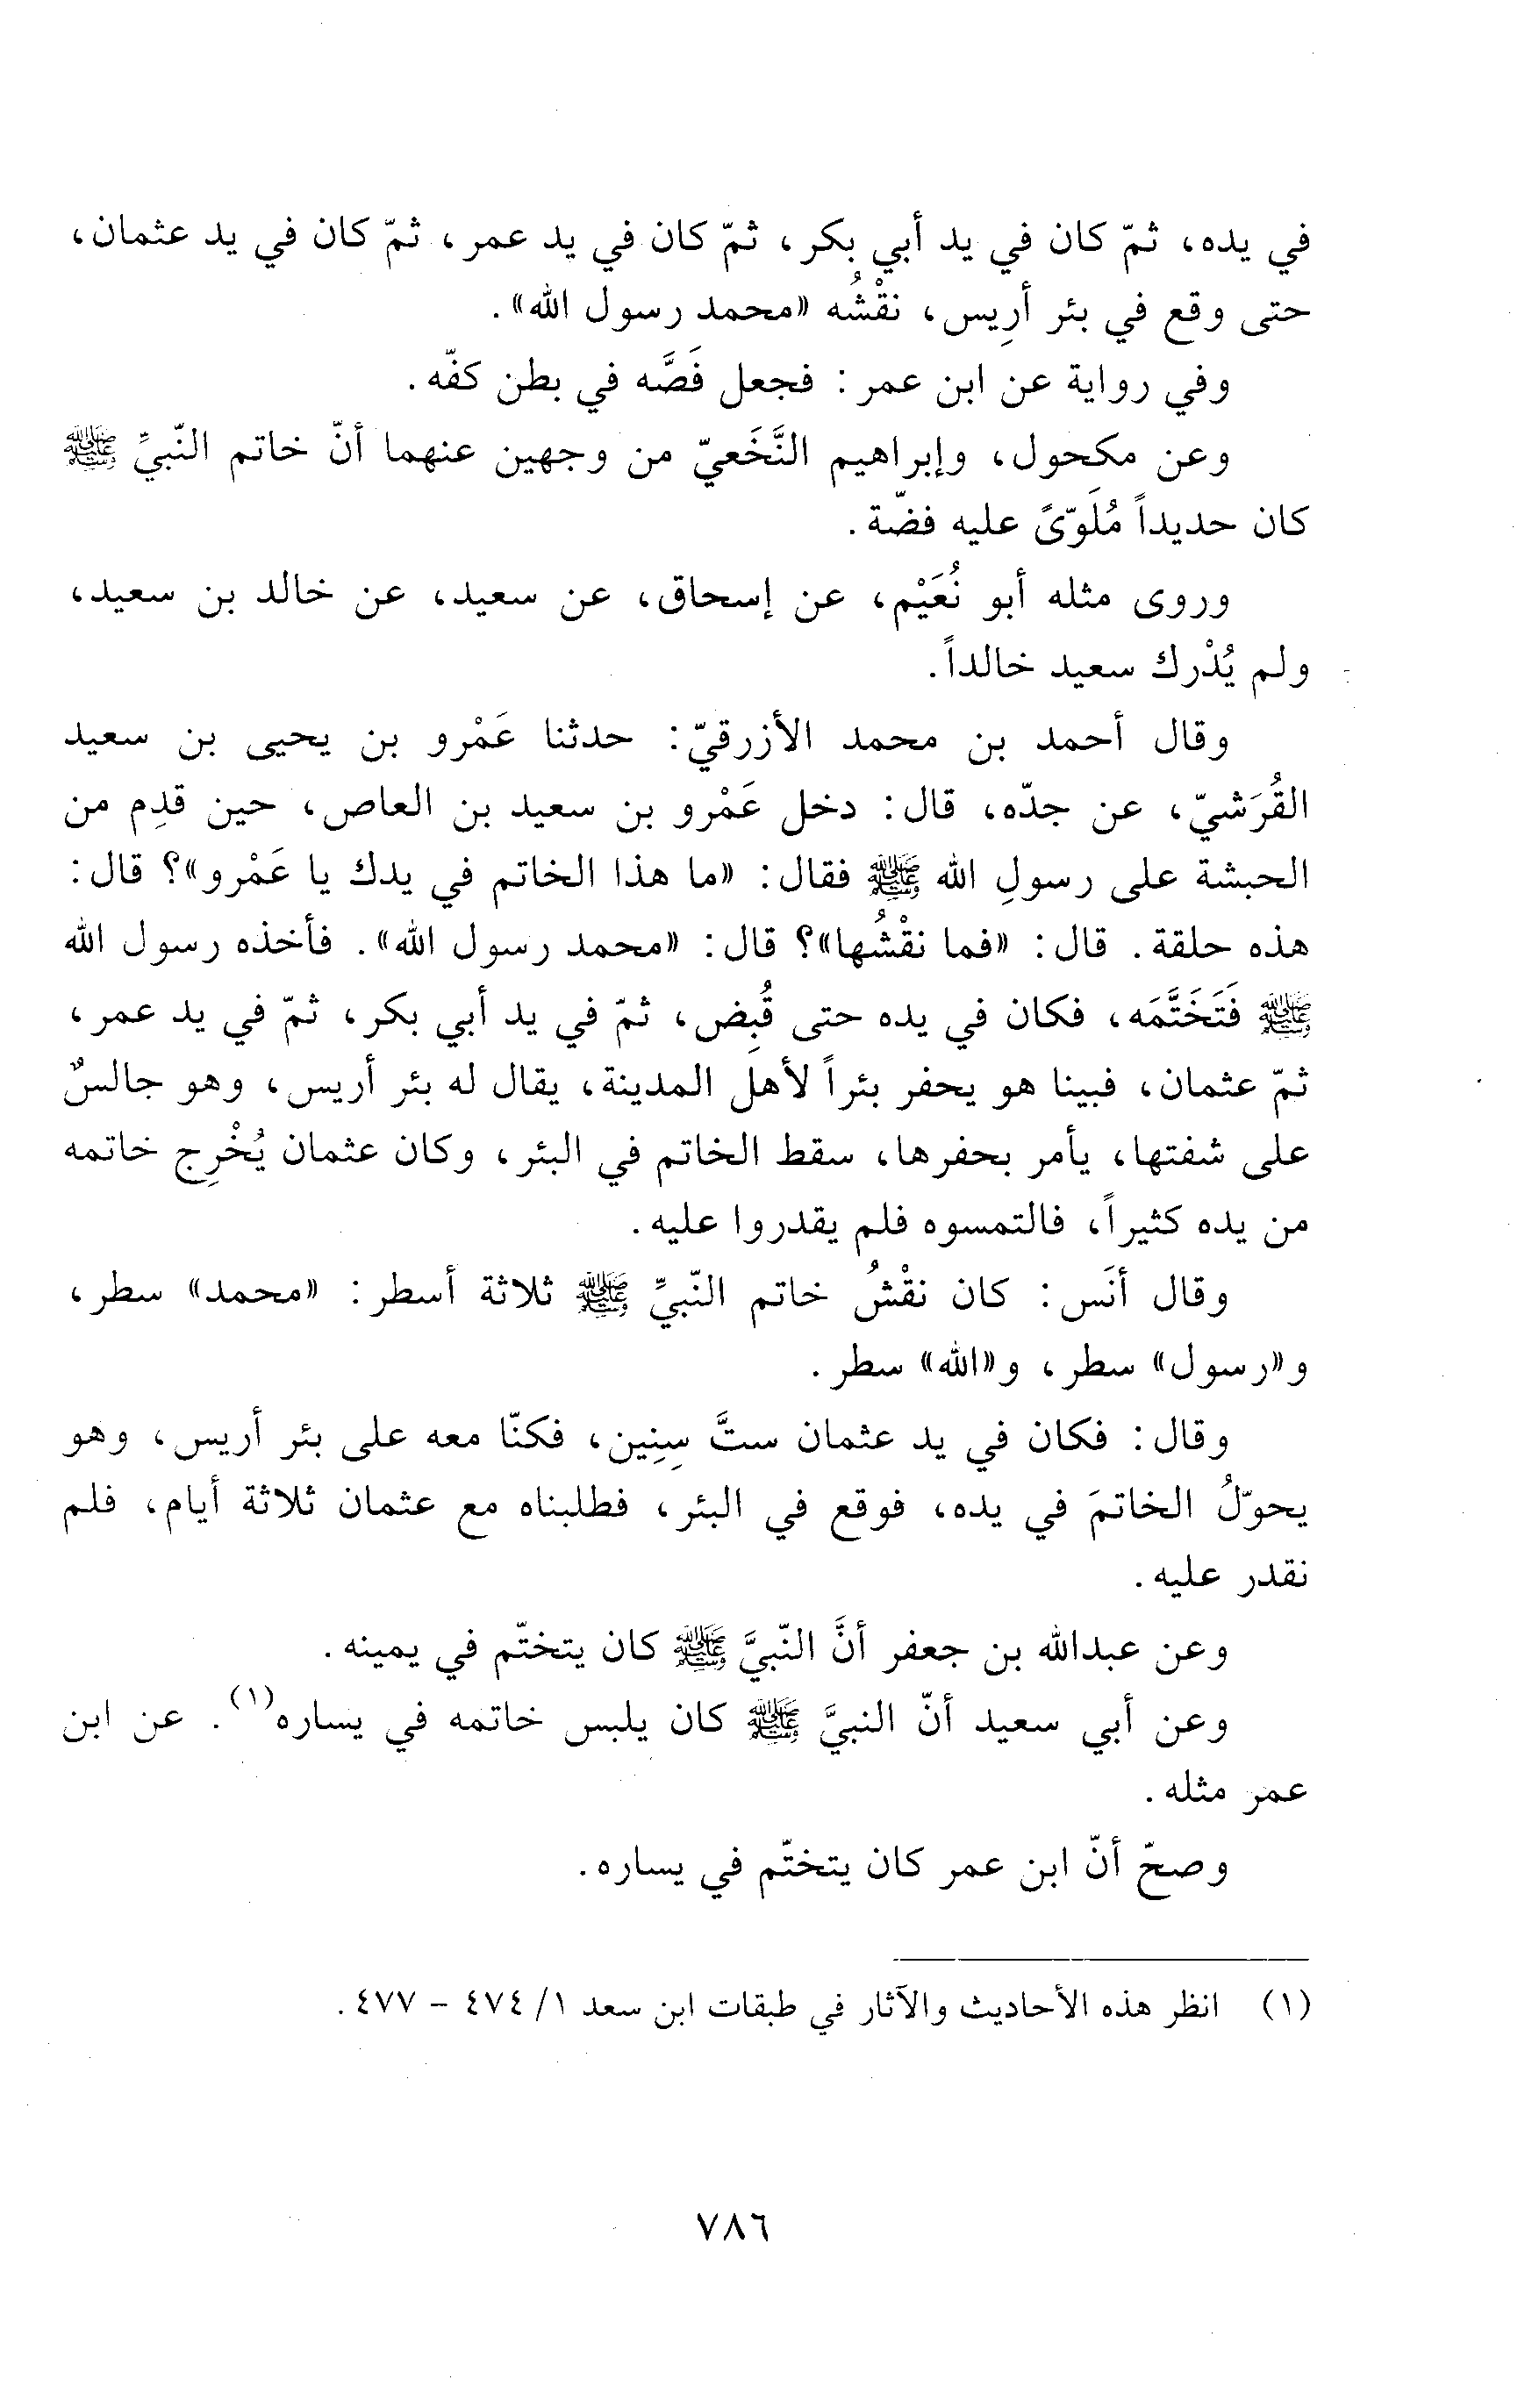 في يده، ثمّ كان في يد أبي بكر، ثمّ كان في يد عمر، ثمّ كان في يد عثمان،
حتى وقع في بئر أرِيس، نقْشُه «محمد رسول الله».
وفي رواية عن ابن عمر: فجعل فَصَّه في بطن كفّه.
وعن مكحول، وإبراهيم النَّخَعيّ من وجهين عنهما أنّ خاتم النّبيِّ ﷺ
كان حديداً مُلَوّىً عليه فضّة.
وروى مثله أبو نُعَيْم، عن إسحاق، عن سعيد، عن خالد بن سعيد،
ولم يُدْرك سعيد خالداً.
وقال أحمد بن محمد الأزرقيّ: حدثنا عَمْرو بن يحيى بن سعيد
القُرَشيّ، عن جدّه، قال: دخل عَمْرو بن سعيد بن العاص، حين قدِم من
الحبشة على رسولِ الله ﷺ فقال: «ما هذا الخاتم في يدك يا عَمْرو»؟ قال:
هذه حلقة. قال: «فما نقْشُها»؟ قال: «محمد رسول الله». فأخذه رسول الله
ﷺ فَتَخَتَّمَه، فكان في يده حتى قُبِض، ثمّ في يد أبي بكر، ثمّ في يد عمر،
ثمّ عثمان، فبينا هو يحفر بئراً لأهل المدينة، يقال له بئر أريس، وهو جالسٌ
على شفتها، يأمر بحفرها، سقط الخاتم في البئر، وكان عثمان يُخْرِج خاتمه
من يده كثيراً، فالتمسوه فلم يقدروا عليه.
وقال أنَس: كان نقْشُ خاتم النّبيِّ ﷺ ثلاثة أسطر: «محمد» سطر،
و«رسول» سطر، و«الله» سطر.
وقال: فكان في يد عثمان ستَّ سِنِين، فكنّا معه على بئر أريس، وهو
يحوّلُ الخاتمَ في يده، فوقع في البئر، فطلبناه مع عثمان ثلاثة أيام، فلم
نقدر عليه.
وعن عبدالله بن جعفر أنَّ النّبيَّ ﷺ كان يتختّم في يمينه.
وعن أبي سعيد أنّ النبيَّ ﷺ كان يلبس خاتمه في يساره(١). عن ابن
عمر مثله.
وصحّ أنّ ابن عمر كان يتختّم في يساره.
(١) انظر هذه الأحاديث والآثار في طبقات ابن سعد ١/ ٤٧٤ - ٤٧٧.
٧٨٦